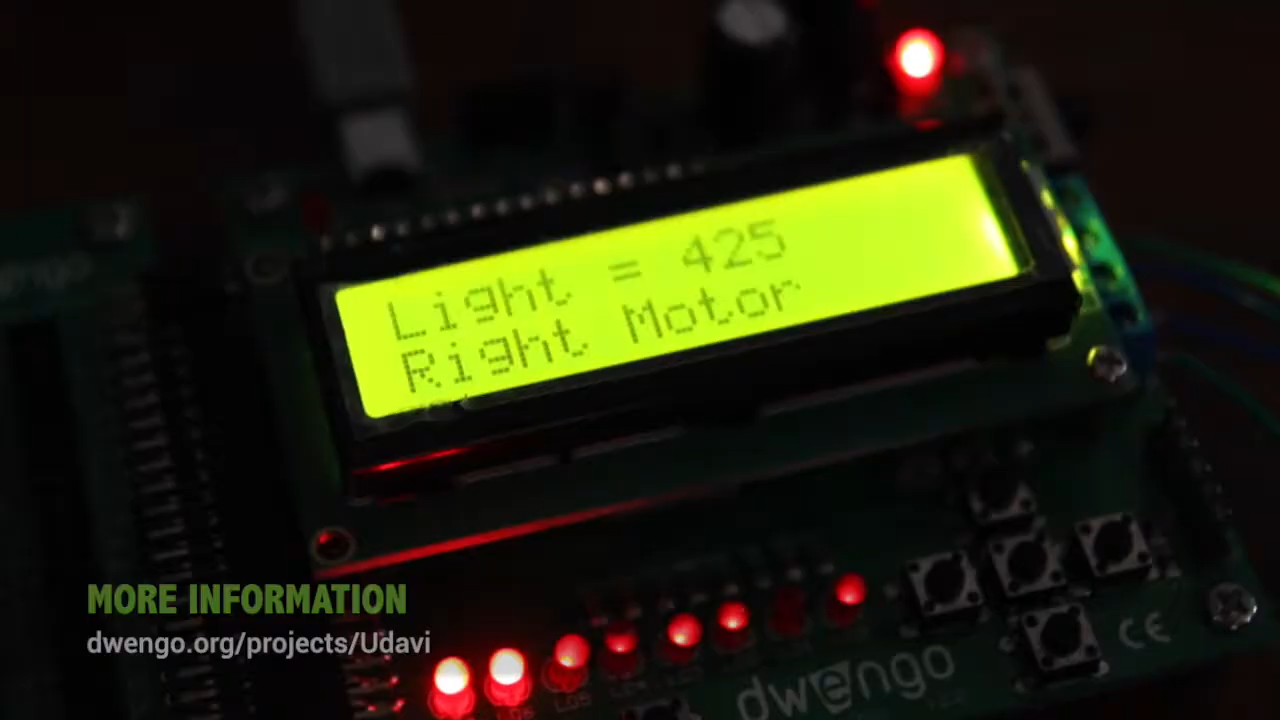 Light = 425
Right Motor
MORE INFORMATION
dwengo.org/projects/Udavi
dwengo
CE